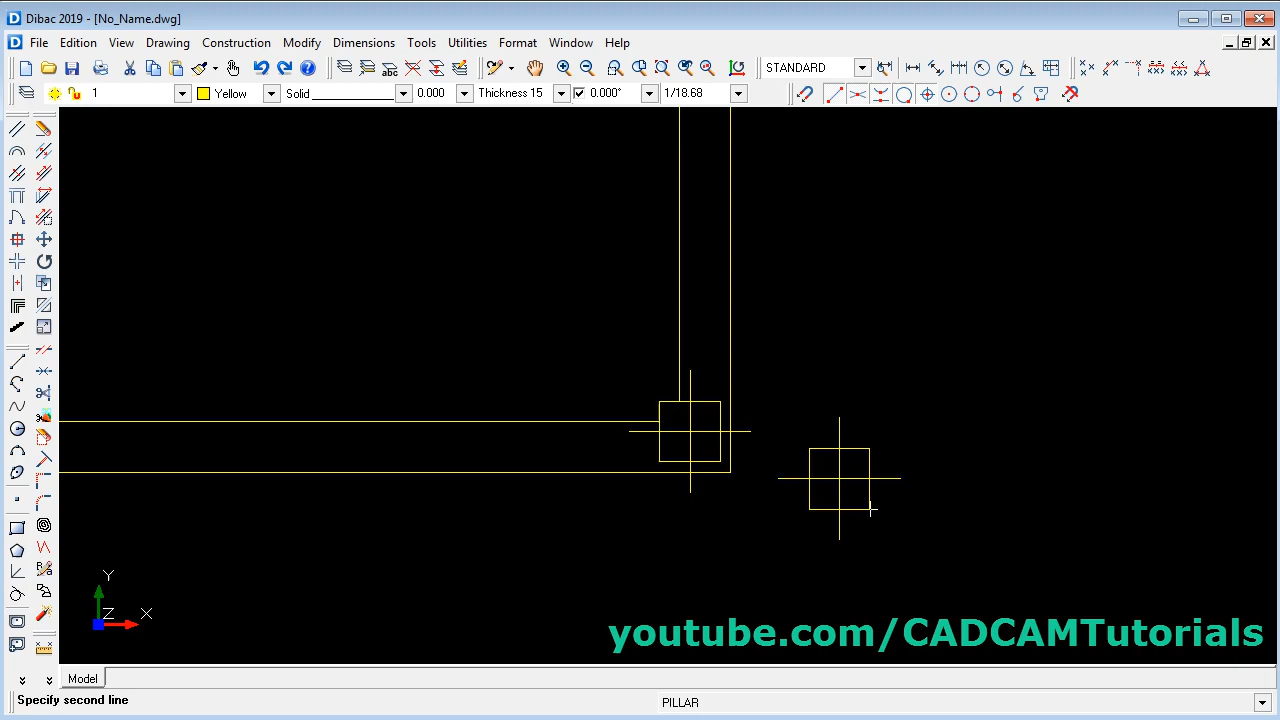 Dibac 2019 - [No_Name.dwg]
File Edition View Drawing Construction Modify Dimensions Tools Utilities Format Window Help
STANDARD
1 Yellow Solid 0.000 Thickness 15 0.000° 1/18.68
Y
Z X
youtube.com/CADCAMTutorials
Model
Specify second line PILLAR